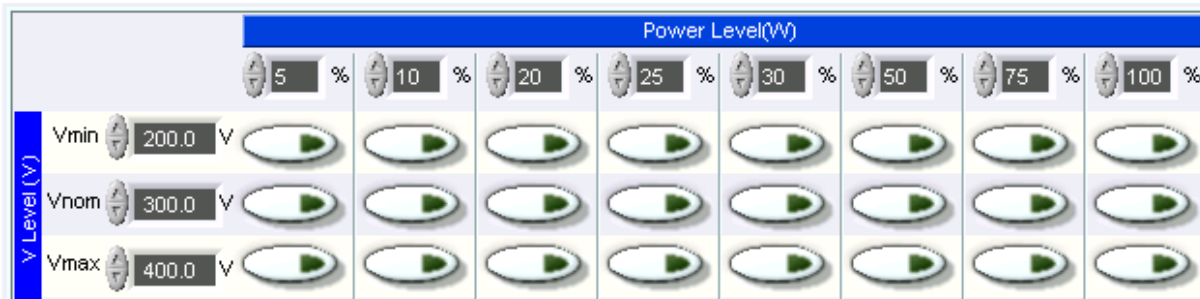 Power Level(W)
5 % 10 % 20 % 25 % 30 % 50 % 75 % 100 %
V Level (V)
Vmin 200.0 V
Vnom 300.0 V
Vmax 400.0 V